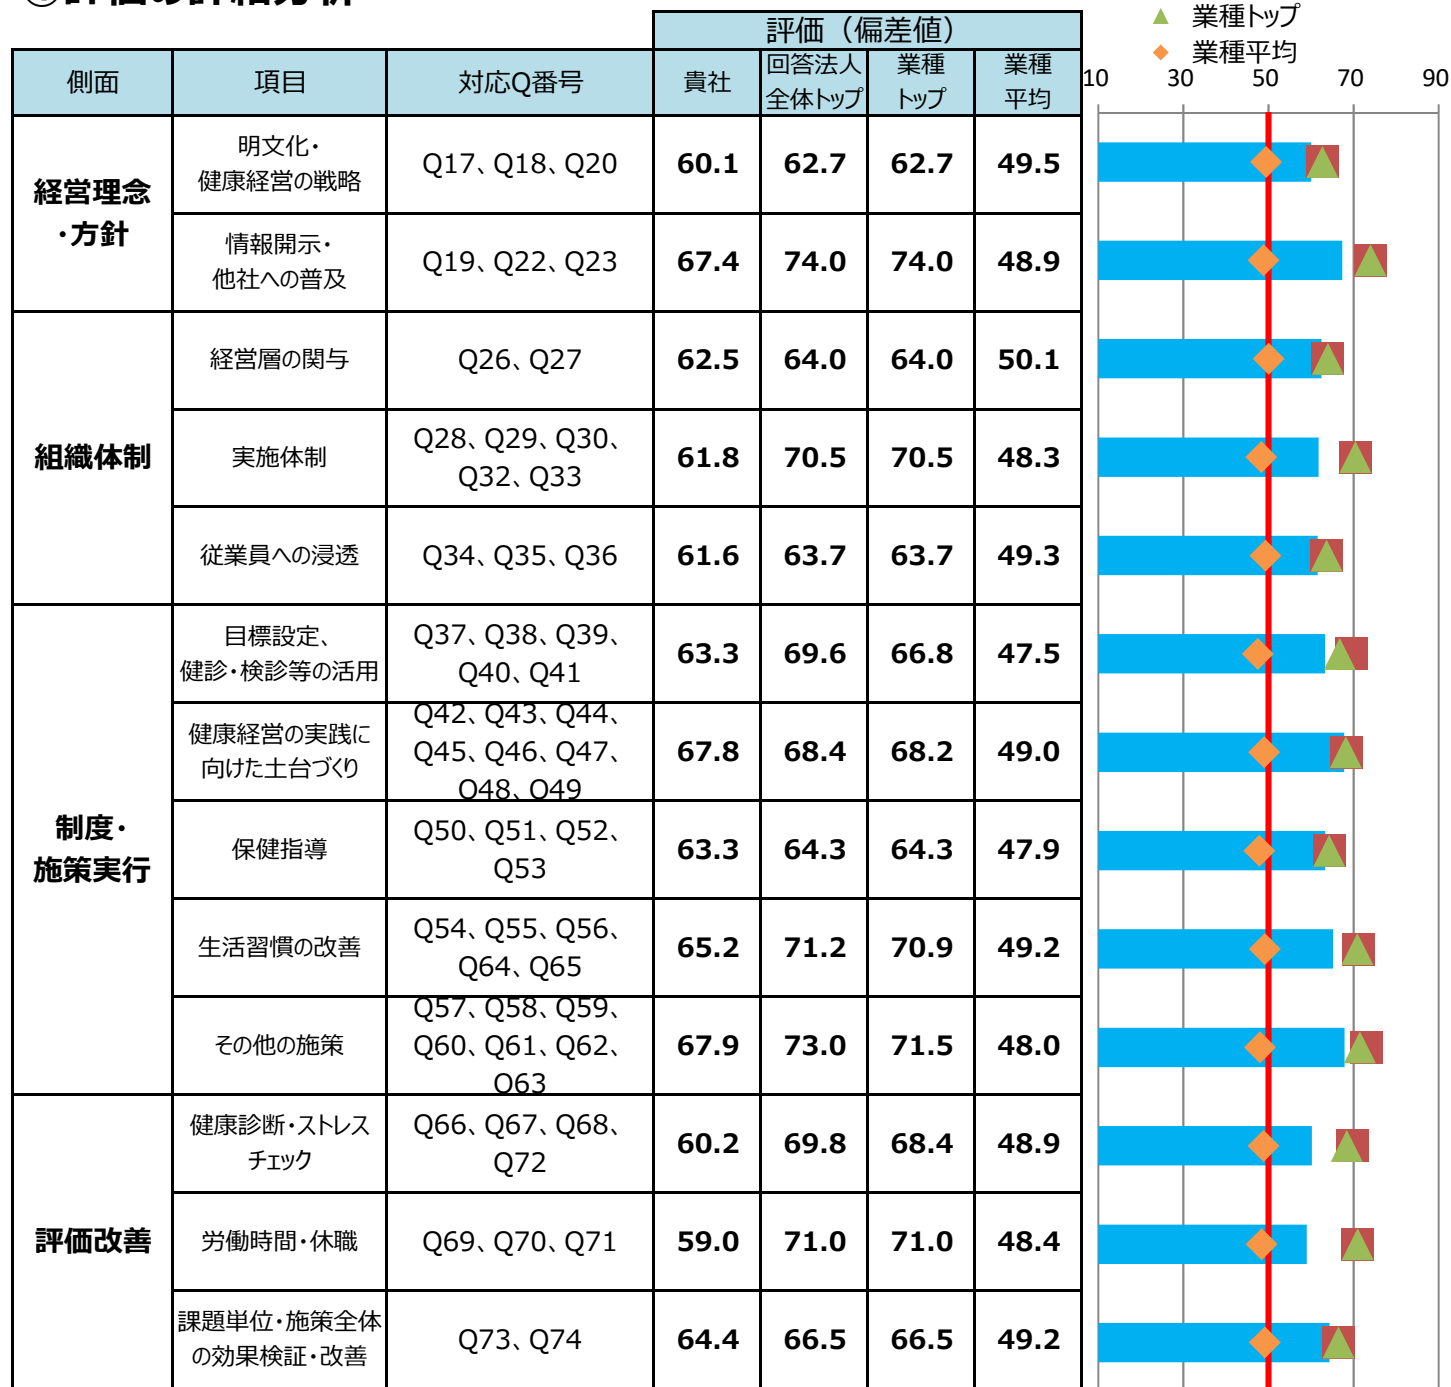 評価（偏差値）
側面 項目 対応Q番号 貴社 回答法人 業種 業種
全体トップ トップ 平均
▲ 業種トップ
◆ 業種平均
10 30 50 70 90
経営理念
・方針
明文化・
健康経営の戦略
Q17、Q18、Q20 60.1 62.7 62.7 49.5
情報開示・
他社への普及
Q19、Q22、Q23 67.4 74.0 74.0 48.9
組織体制
経営層の関与 Q26、Q27 62.5 64.0 64.0 50.1
実施体制
Q28、Q29、Q30、
Q32、Q33
61.8 70.5 70.5 48.3
従業員への浸透 Q34、Q35、Q36 61.6 63.7 63.7 49.3
制度・
施策実行
目標設定、
健診・検診等の活用
Q37、Q38、Q39、
Q40、Q41
63.3 69.6 66.8 47.5
健康経営の実践に
向けた土台づくり
Q42、Q43、Q44、
Q45、Q46、Q47、
Q48、Q49
67.8 68.4 68.2 49.0
保健指導
Q50、Q51、Q52、
Q53
63.3 64.3 64.3 47.9
生活習慣の改善
Q54、Q55、Q56、
Q64、Q65
65.2 71.2 70.9 49.2
その他の施策
Q57、Q58、Q59、
Q60、Q61、Q62、
Q63
67.9 73.0 71.5 48.0
評価改善
健康診断・ストレス
チェック
Q66、Q67、Q68、
Q72
60.2 69.8 68.4 48.9
労働時間・休職 Q69、Q70、Q71 59.0 71.0 71.0 48.4
課題単位・施策全体
の効果検証・改善
Q73、Q74 64.4 66.5 66.5 49.2